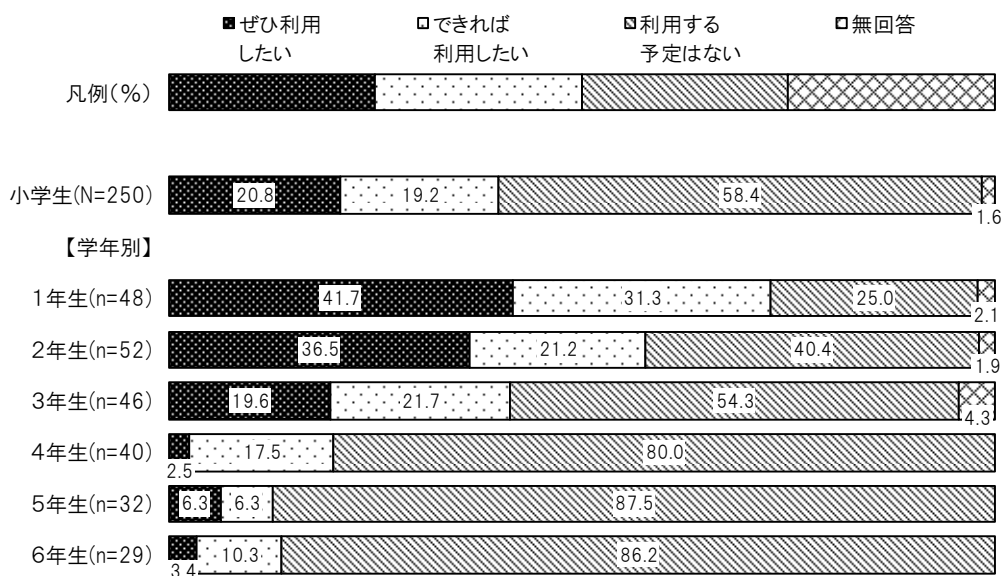 ぜひ利用
したい
できれば
利用したい
利用する
予定はない
無回答
凡例(%)
小学生(N=250) 20.8 19.2 58.4 1.6
【学年別】
1年生(n=48) 41.7 31.3 25.0 2.1
2年生(n=52) 36.5 21.2 40.4 1.9
3年生(n=46) 19.6 21.7 54.3 4.3
4年生(n=40) 2.5 17.5 80.0
5年生(n=32) 6.3 6.3 87.5
6年生(n=29) 3.4 10.3 86.2